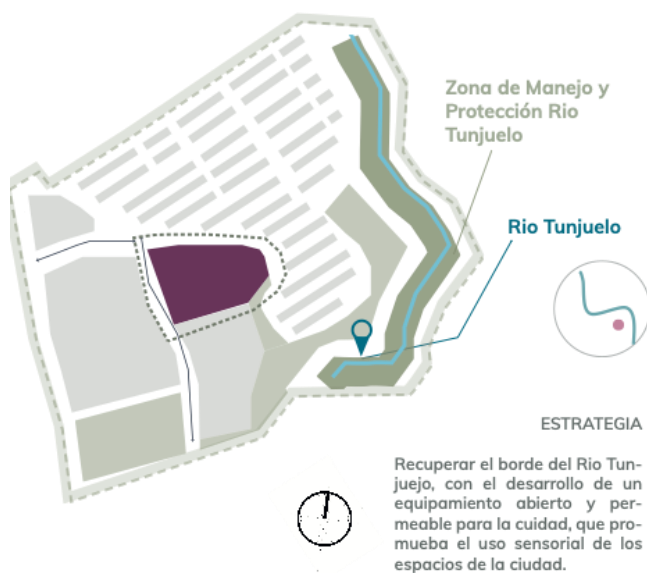 Zona de Manejo y
Protección Rio
Tunjuelo
Rio Tunjuelo
ESTRATEGIA
Recuperar el borde del Rio Tun-
juejo, con el desarrollo de un
equipamiento abierto y per-
meable para la cuidad, que pro-
mueba el uso sensorial de los
espacios de la ciudad.